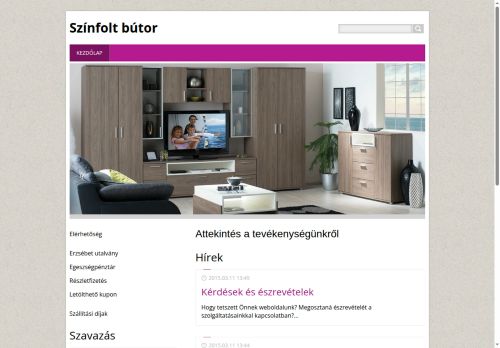 Színfolt bútor
KEZDŐLAP
Elérhetőség
Erzsébet utalvány
Egészségpénztár
Részletfizetés
Letölthető kupon
Szállítási díjak
Szavazás
Attekintés a tevékenységünkről
Hírek
2015.03.11 13:49
Kérdések és észrevételek
Hogy tetszett Önnek weboldalunk? Megosztaná észrevételét a
szolgáltatásainkkal kapcsolatban?...
2015.03.11 13:44